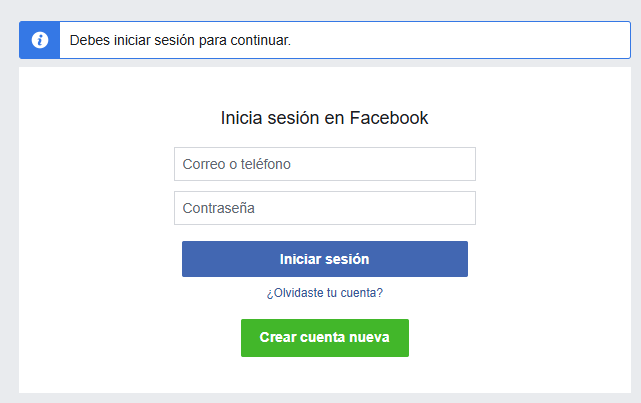 Debes iniciar sesión para continuar.
Inicia sesión en Facebook
Correo o teléfono
Contraseña
Iniciar sesión
¿Olvidaste tu cuenta?
Crear cuenta nueva